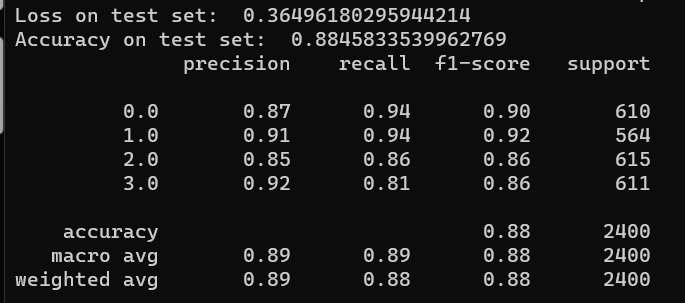 Loss on test set:  0.36496180295944214
Accuracy on test set:  0.8845833539962769
              precision    recall  f1-score   support

         0.0       0.87      0.94      0.90       610
         1.0       0.91      0.94      0.92       564
         2.0       0.85      0.86      0.86       615
         3.0       0.92      0.81      0.86       611

    accuracy                           0.88      2400
   macro avg       0.89      0.89      0.88      2400
weighted avg       0.89      0.88      0.88      2400